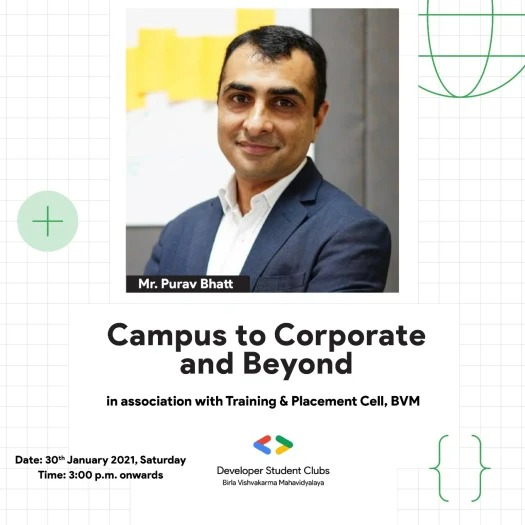 Mr. Purav Bhatt
Campus to Corporate
and Beyond
in association with Training & Placement Cell, BVM
Date: 30th January 2021, Saturday
Time: 3:00 p.m. onwards
Developer Student Clubs
Birla Vishvakarma Mahavidyalaya